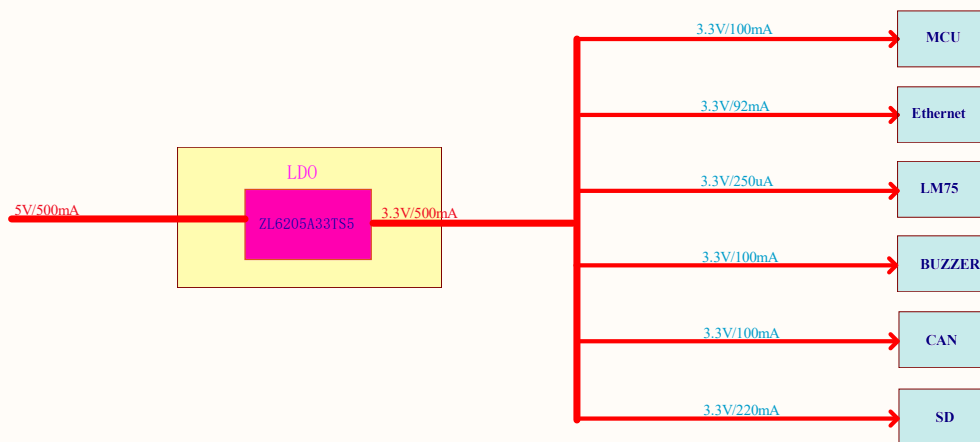 3.3V/100mA
MCU
3.3V/92mA
Ethernet
LDO
3.3V/250uA
LM75
5V/500mA
ZL6205A33TS5
3.3V/500mA
3.3V/100mA
BUZZER
3.3V/100mA
CAN
3.3V/220mA
SD